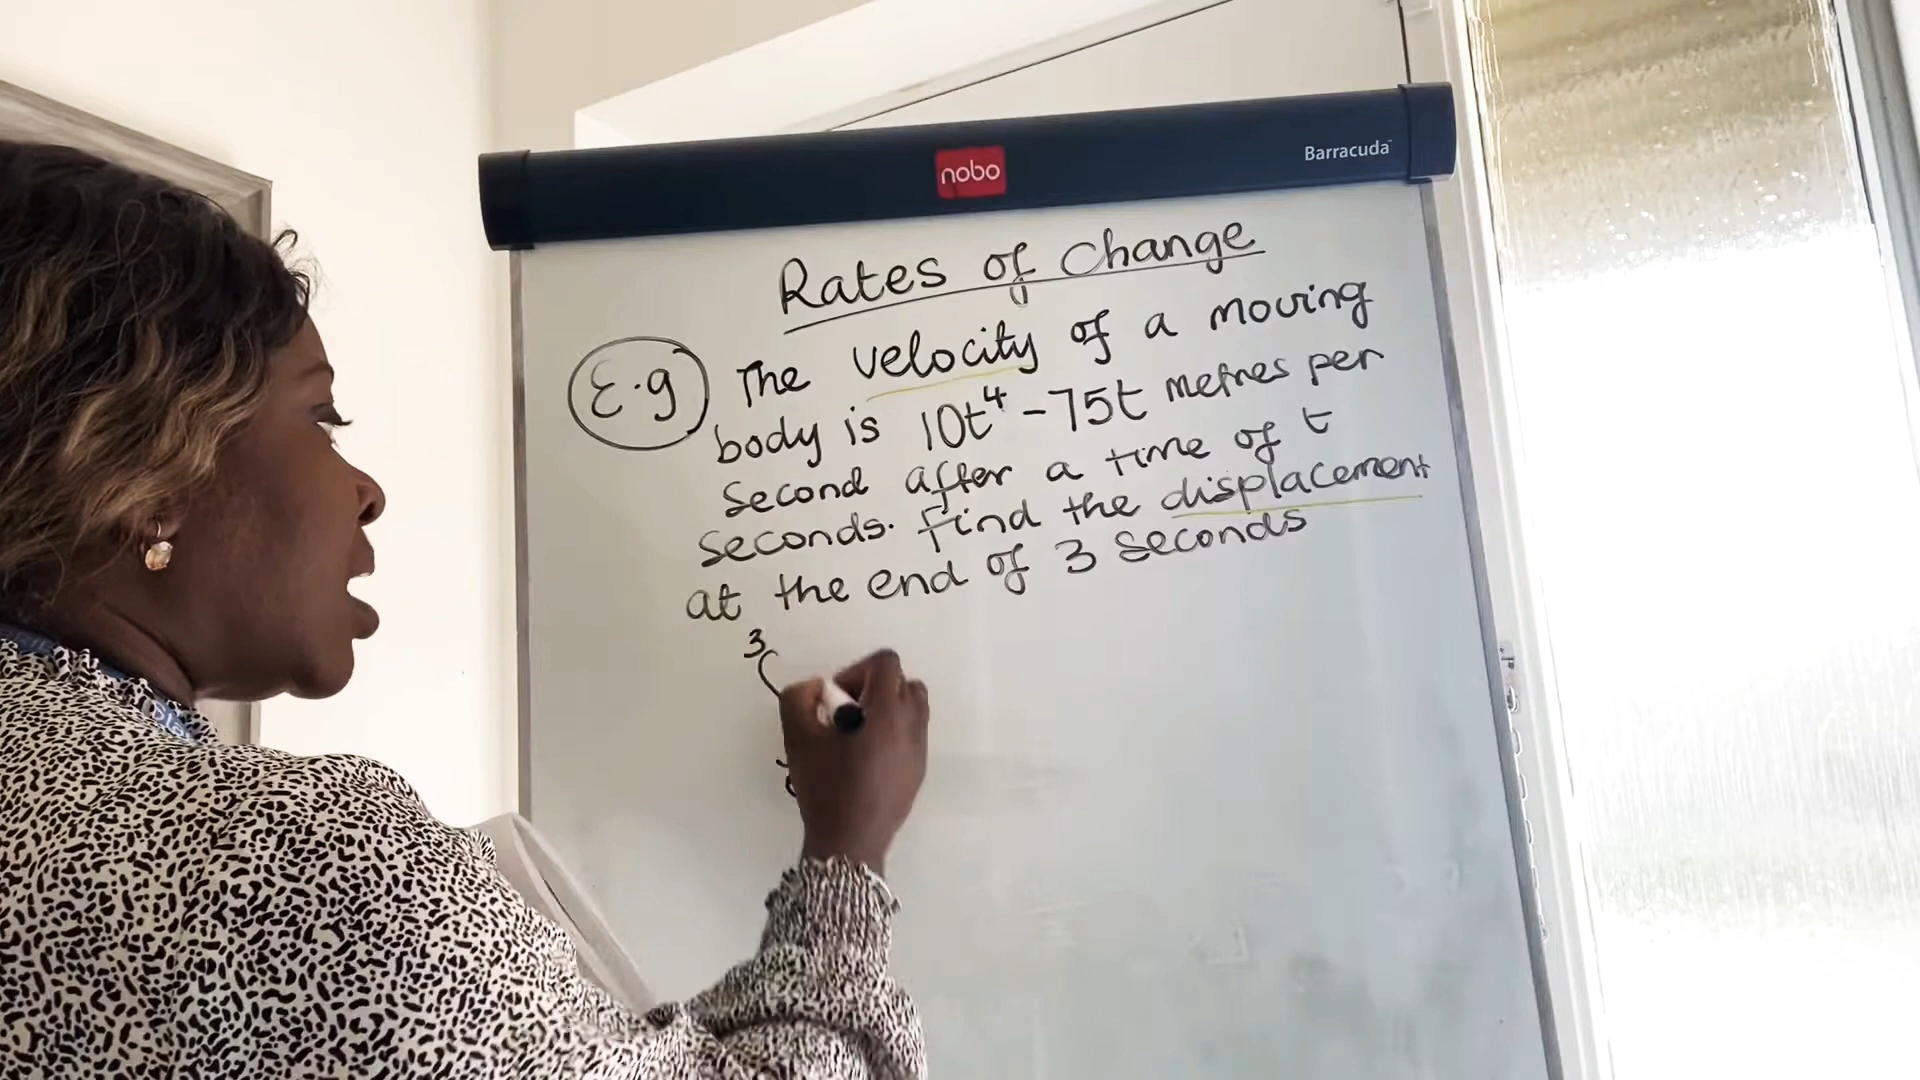 nobo
Barracuda
Rates of change
E.g The velocity of a moving
body is 10t⁴ - 75t metres per
second after a time of t
seconds. find the displacement
at the end of 3 seconds
3